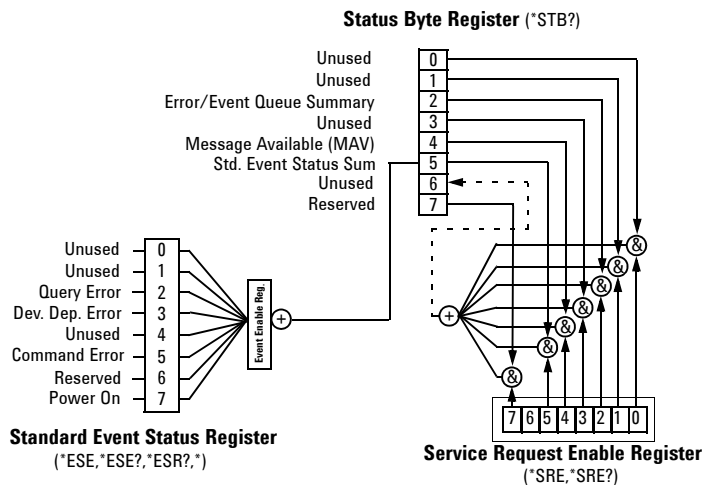 Status Byte Register (*STB?)
Unused 0
Unused 1
Error/Event Queue Summary 2
Unused 3
Message Available (MAV) 4
Std. Event Status Sum 5
Unused 6
Reserved 7
Unused 0
Unused 1
Query Error 2
Dev. Dep. Error 3
Unused 4
Command Error 5
Reserved 6
Power On 7
Event Enable Reg.
+
+
&
&
&
&
&
&
&
7 6 5 4 3 2 1 0
Standard Event Status Register
(*ESE,*ESE?,*ESR?,*)
Service Request Enable Register
(*SRE,*SRE?)